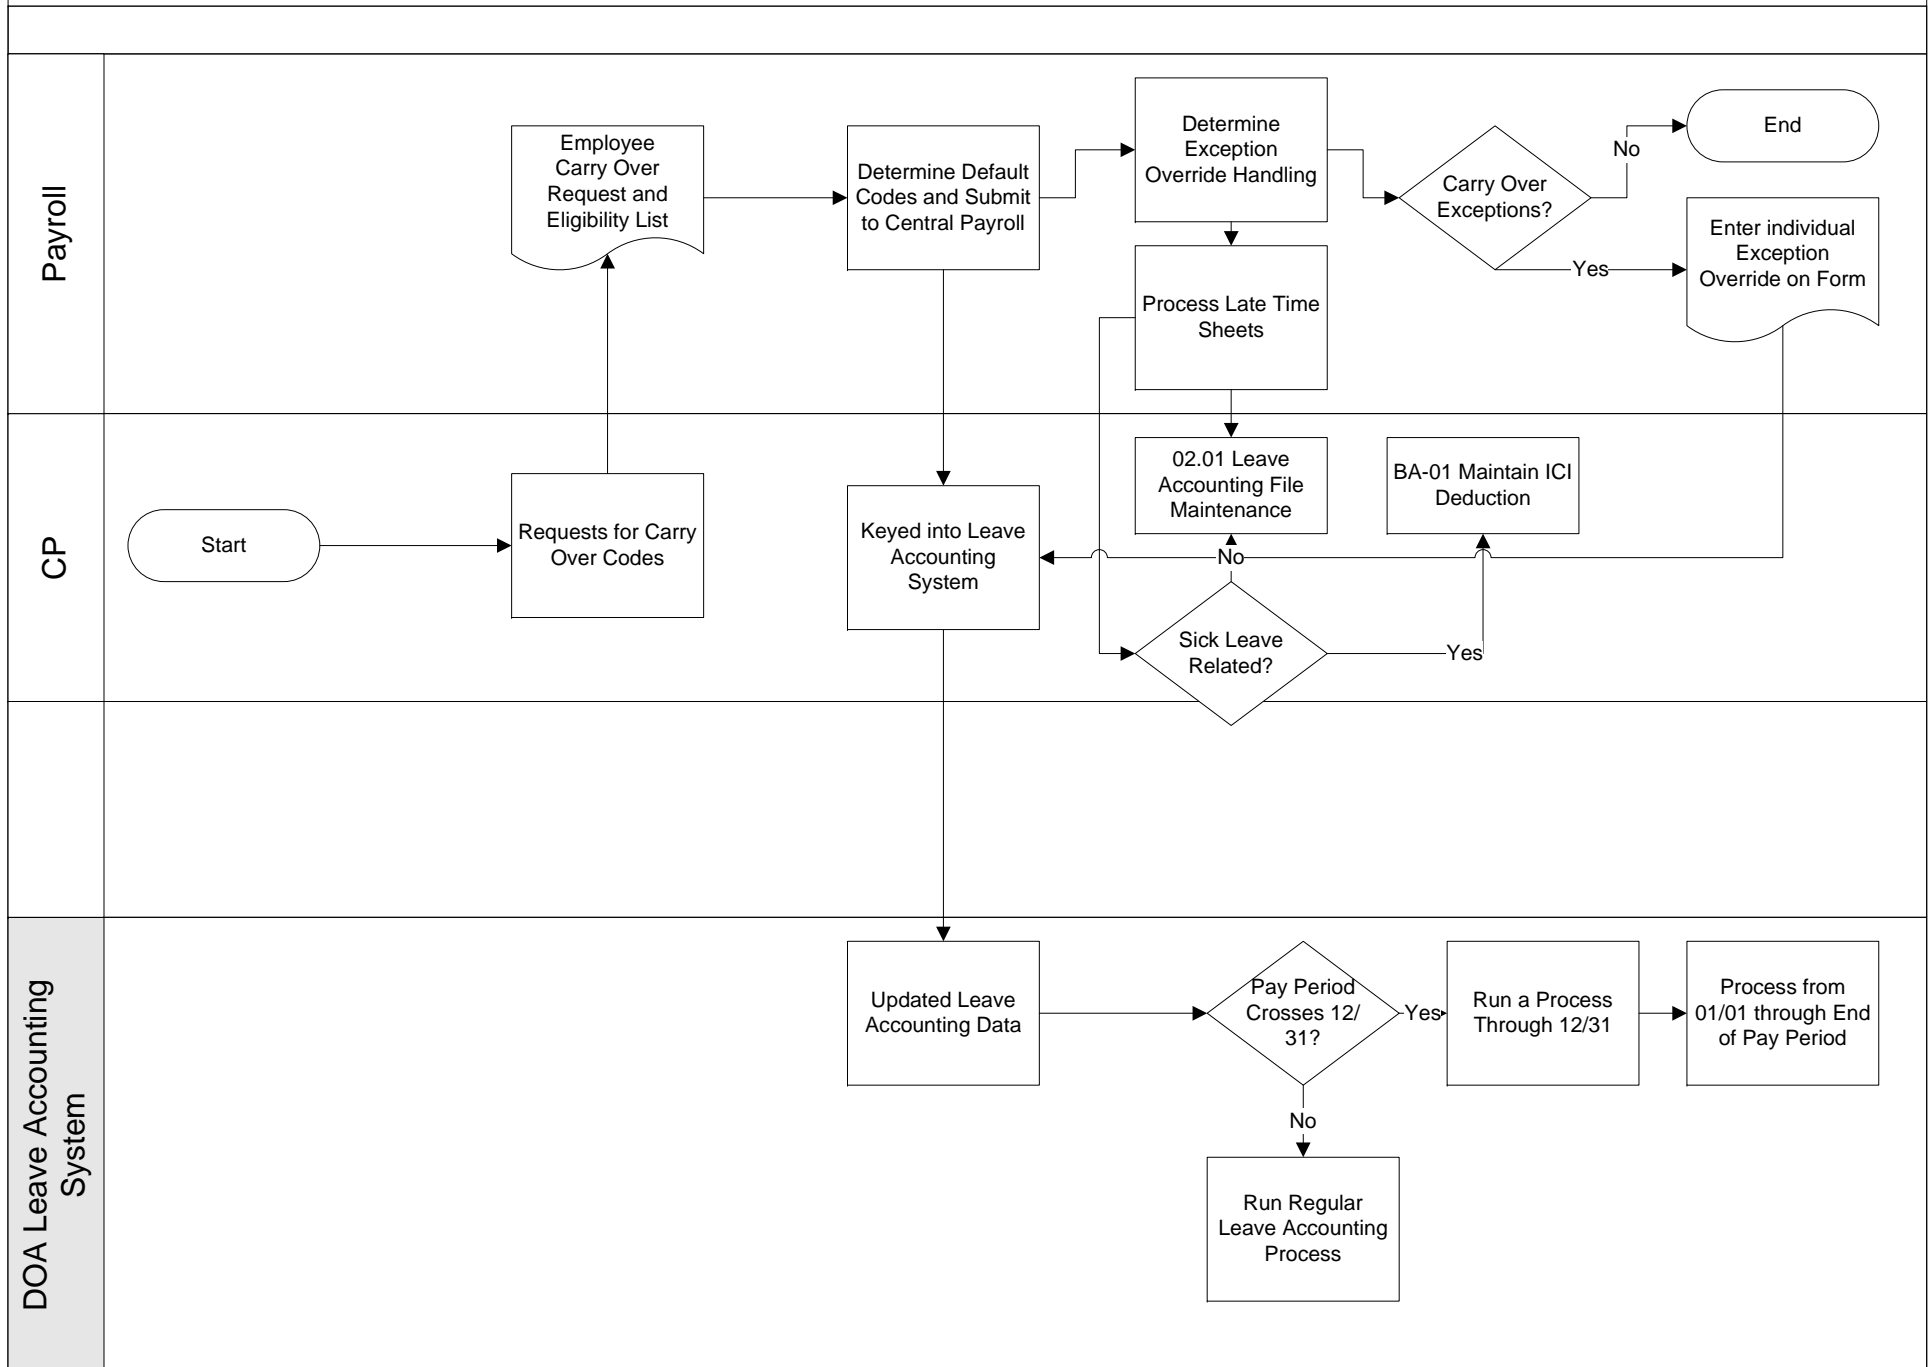 Payroll
Employee
Carry Over
Request and
Eligibility List
Determine Default
Codes and Submit
to Central Payroll
Determine
Exception
Override Handling
Process Late Time
Sheets
Carry Over
Exceptions?
No
End
Yes
Enter individual
Exception
Override on Form
CP
Start
Requests for Carry
Over Codes
Keyed into Leave
Accounting
System
02.01 Leave
Accounting File
Maintenance
No
Sick Leave
Related?
Yes
BA-01 Maintain ICI
Deduction
DOA Leave Accounting
System
Updated Leave
Accounting Data
Pay Period
Crosses 12/
31?
Yes
Run a Process
Through 12/31
Process from
01/01 through End
of Pay Period
No
Run Regular
Leave Accounting
Process